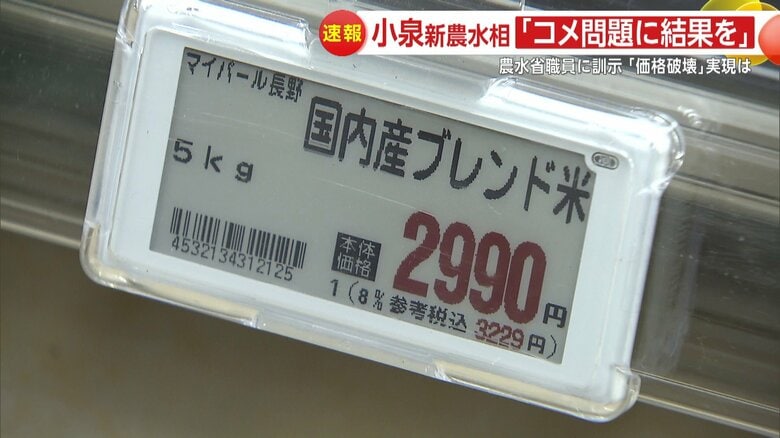 速報 小泉新農水相「コメ問題に結果を」
農水省職員に訓示「価格破壊」実現は
マイパール長野
国内産ブレンド米
5kg
4532134312125
本体価格 2990円
1(8% 参考税込 3229円)